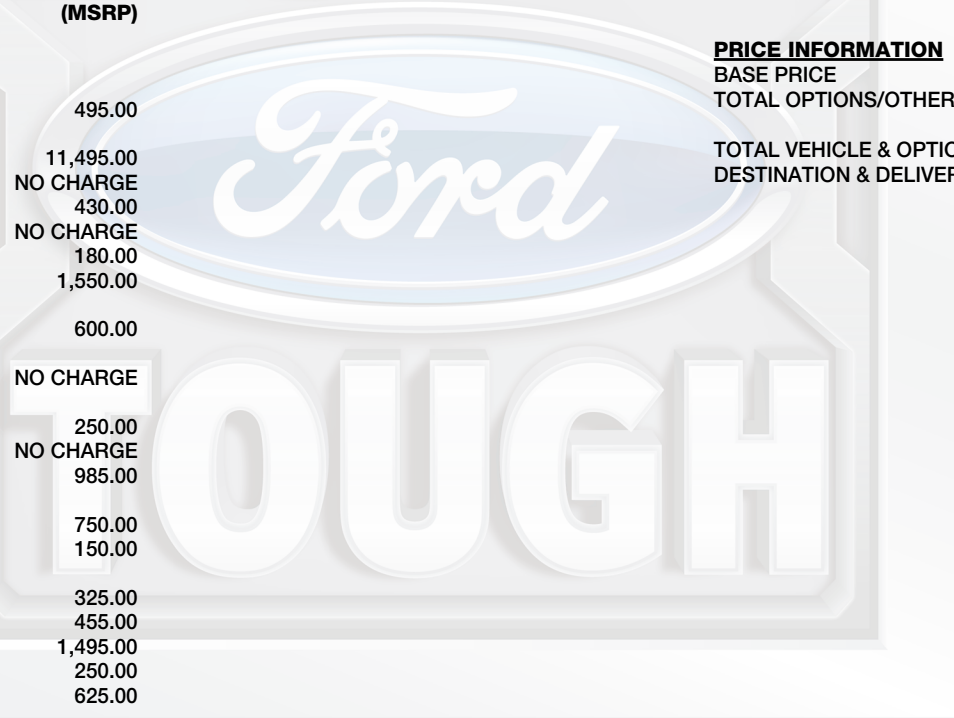 (MSRP)
495.00
11,495.00
NO CHARGE
430.00
NO CHARGE
180.00
1,550.00
600.00
NO CHARGE
250.00
NO CHARGE
985.00
750.00
150.00
325.00
455.00
1,495.00
250.00
625.00
PRICE INFORMATION
BASE PRICE
TOTAL OPTIONS/OTHER
TOTAL VEHICLE & OPTIO
DESTINATION & DELIVER
Ford
TOUGH